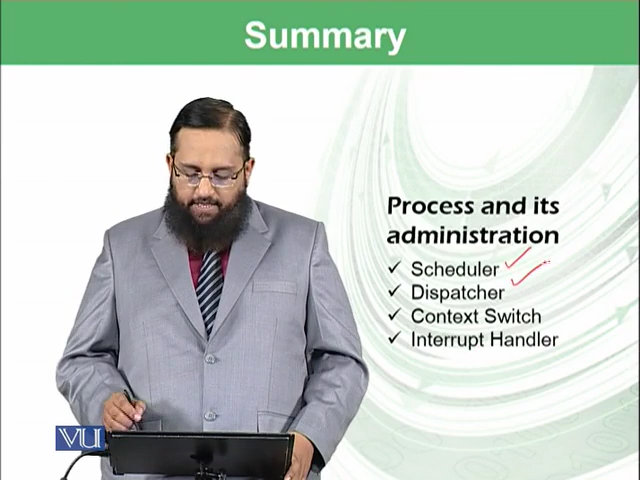 Summary
Process and its
administration
✓ Scheduler
✓ Dispatcher
✓ Context Switch
✓ Interrupt Handler
VU